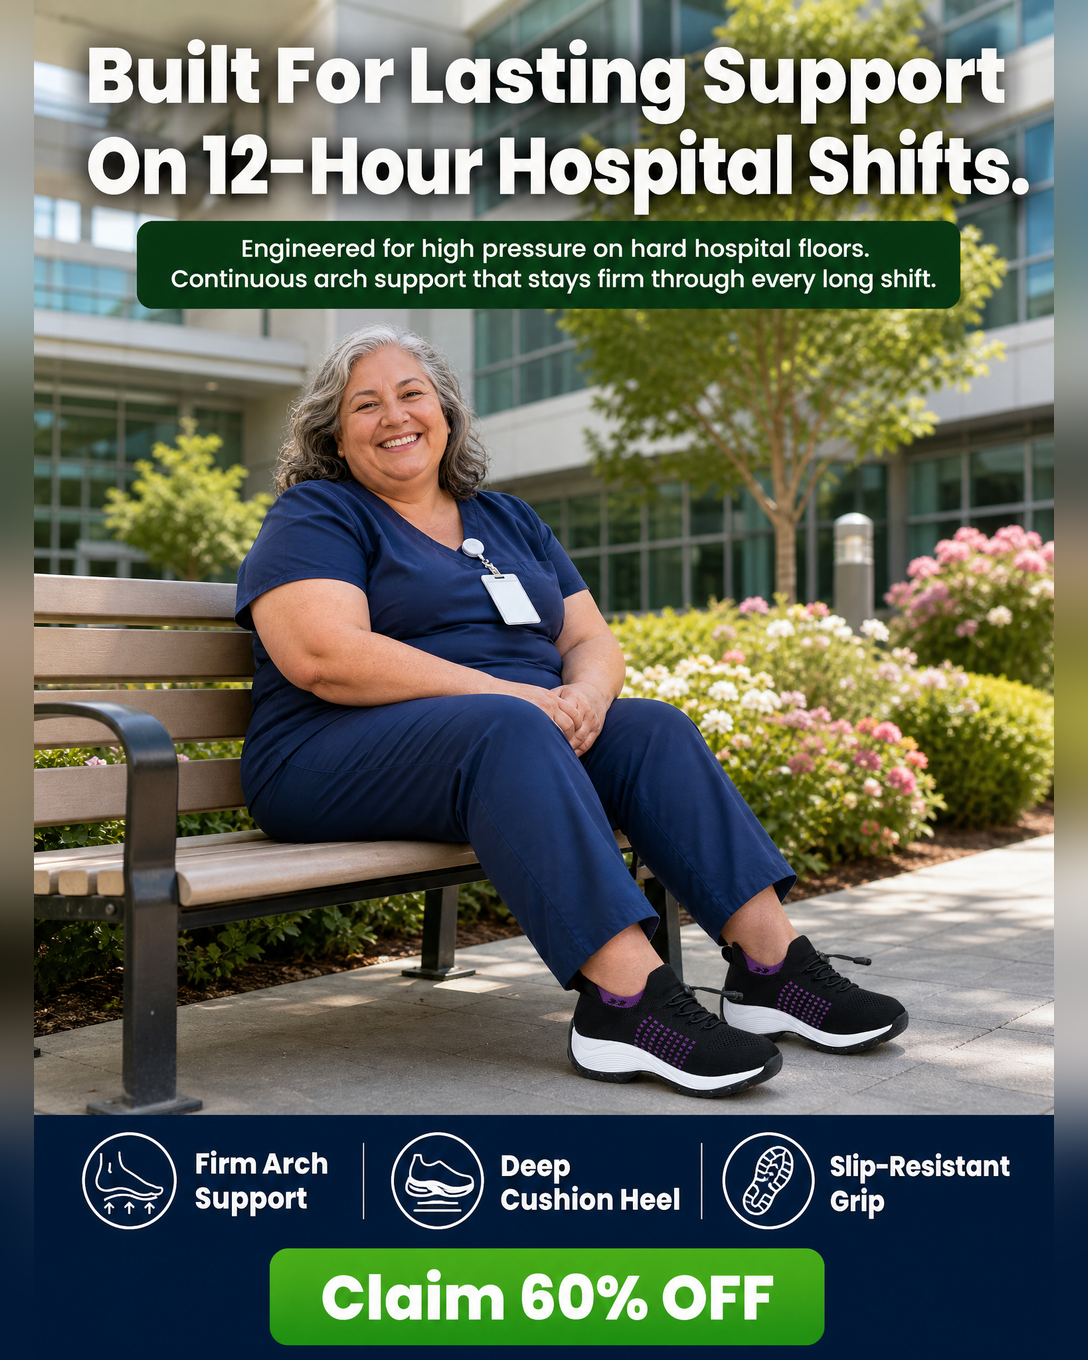 Built For Lasting Support
On 12-Hour Hospital Shifts.
Engineered for high pressure on hard hospital floors.
Continuous arch support that stays firm through every long shift.
Firm Arch
Support
Deep
Cushion Heel
Slip-Resistant
Grip
Claim 60% OFF